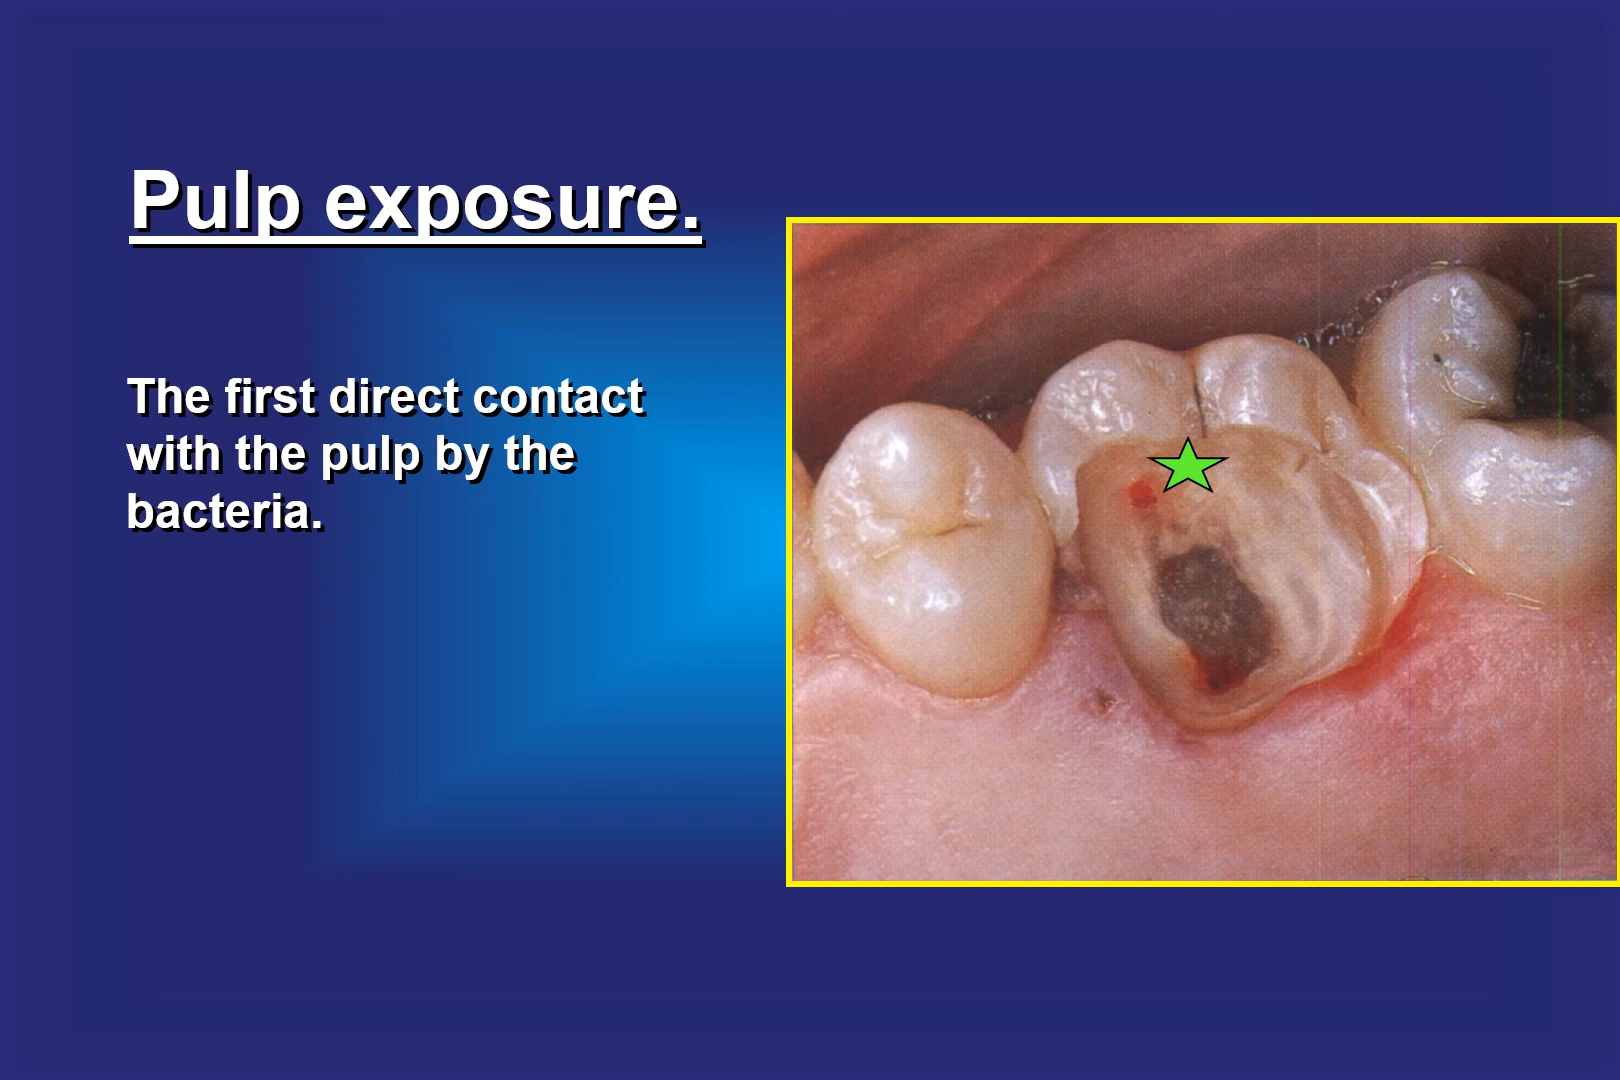 Pulp exposure.
The first direct contact
with the pulp by the
bacteria.